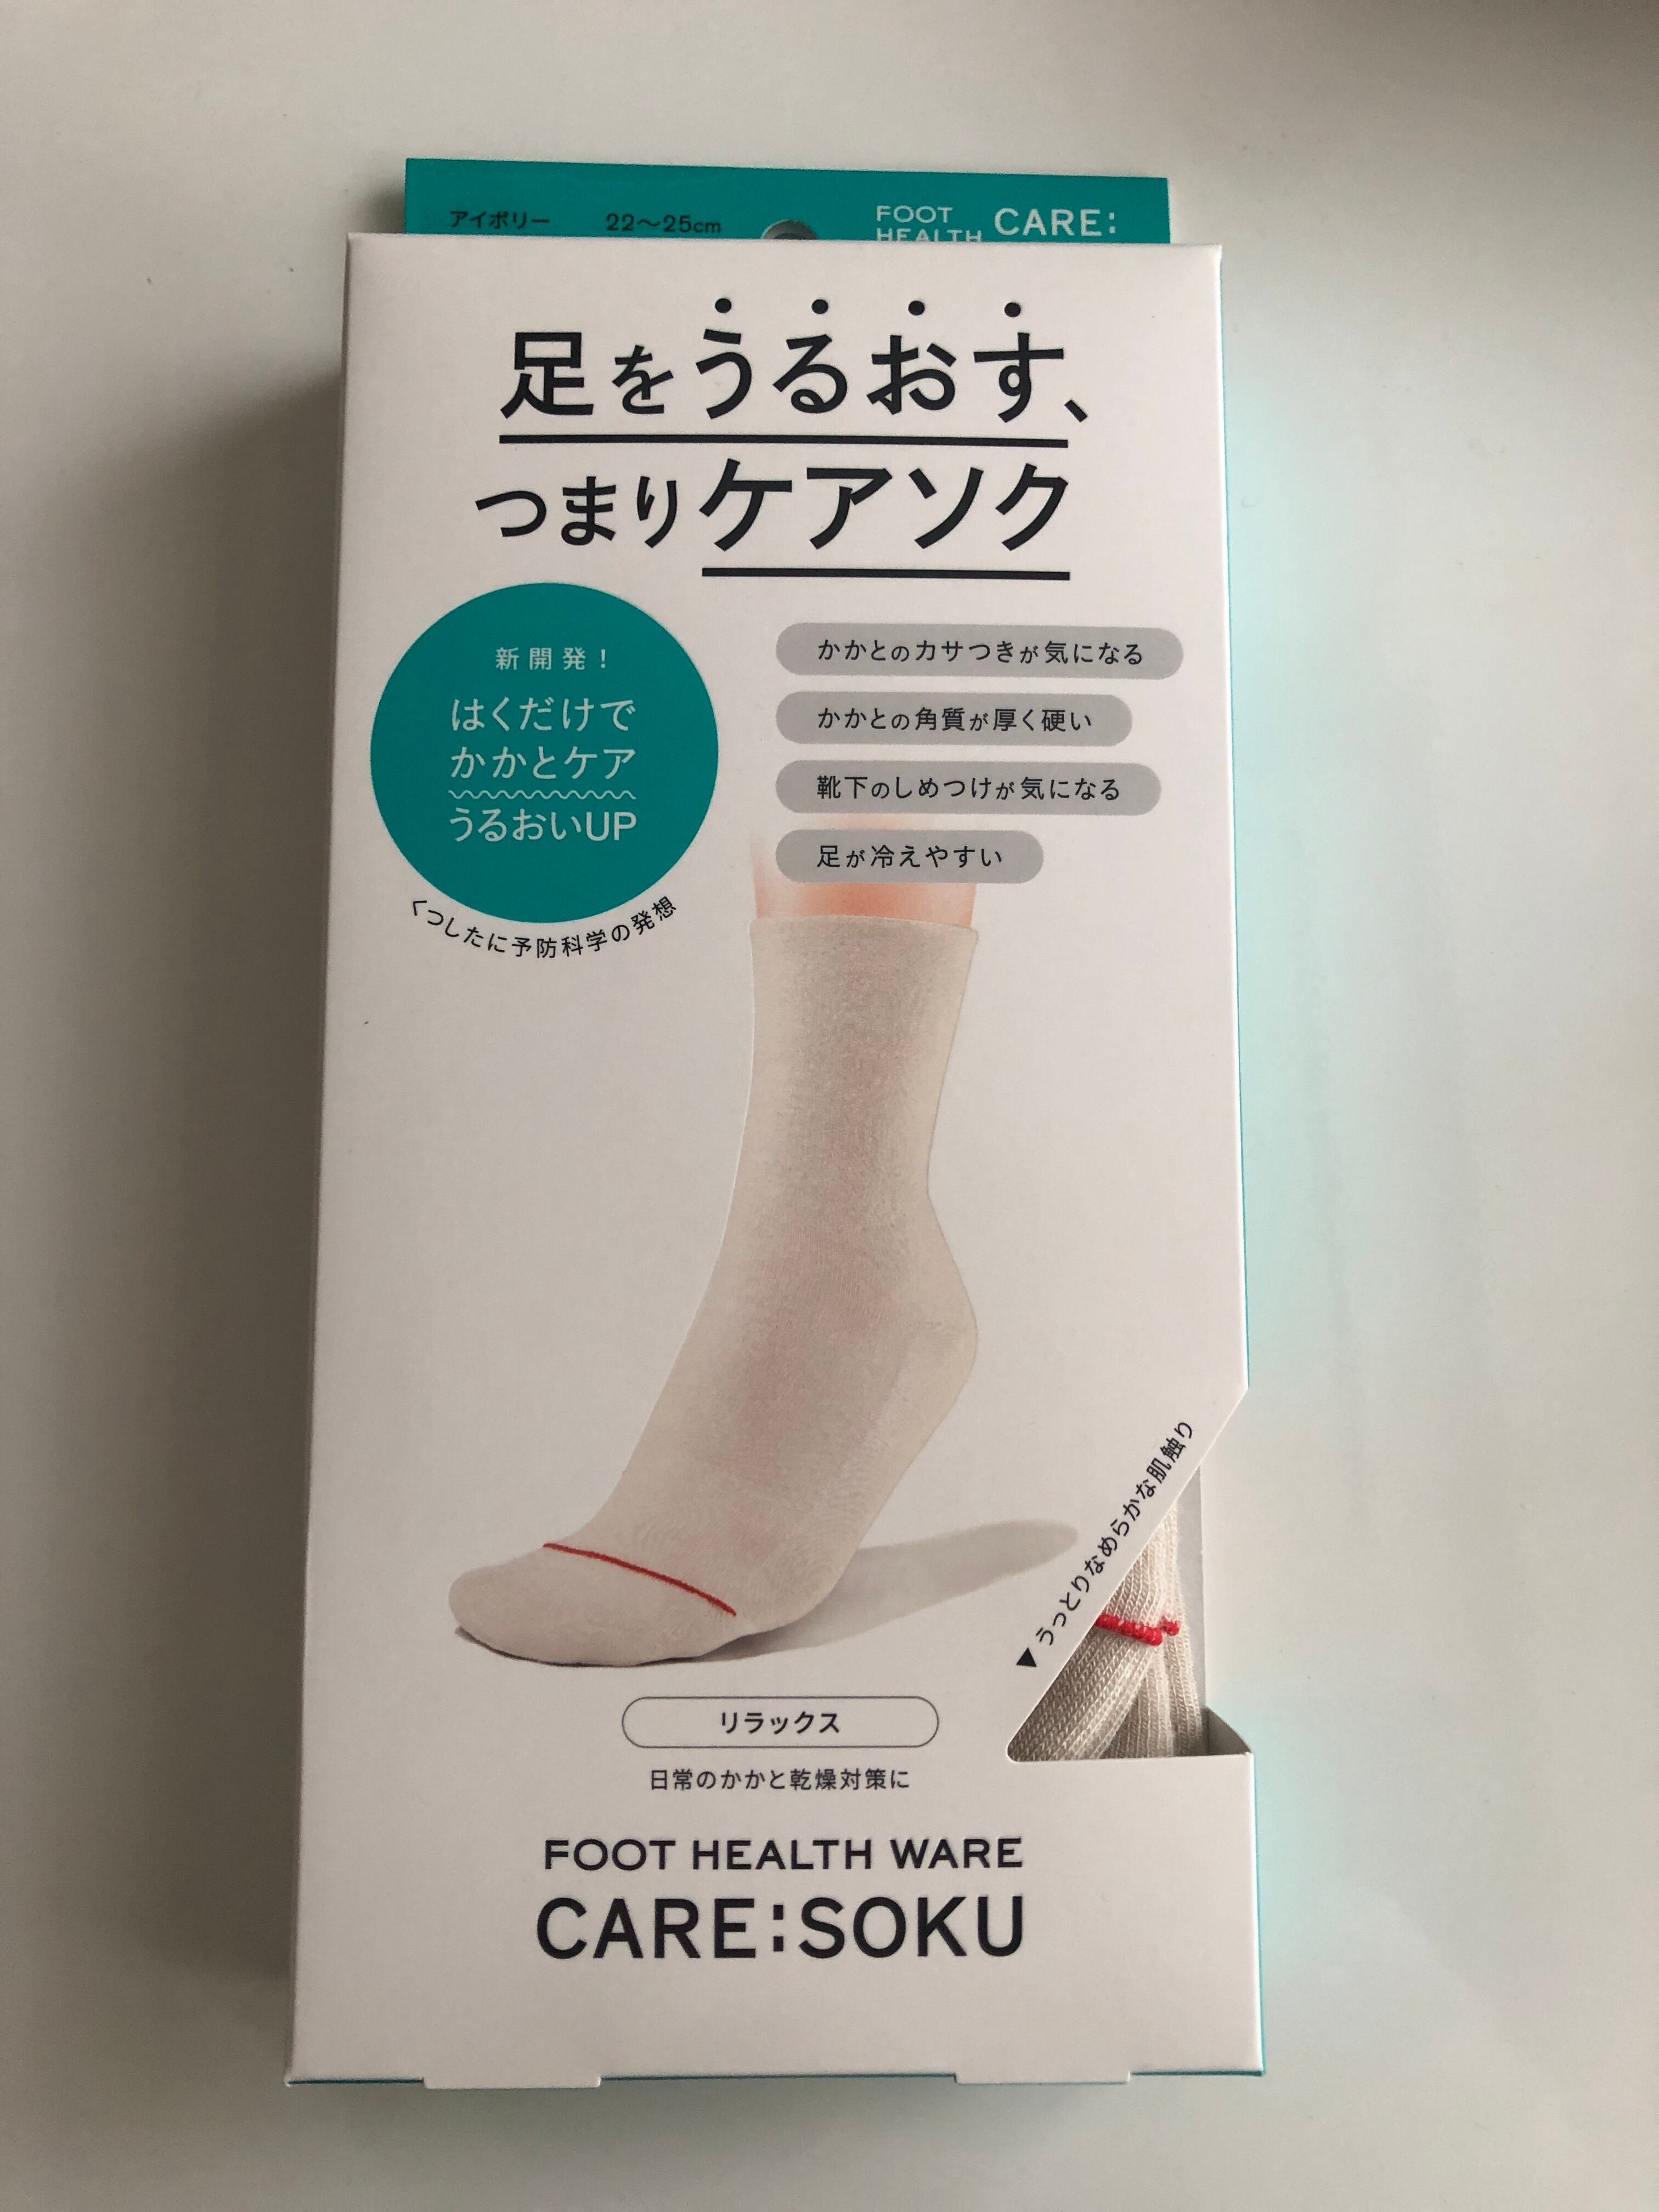 アイボリー 22〜25cm
FOOT
HEALTH
CARE:
足をうるおす、
つまりケアソク
新開発！
はくだけで
かかとケア
うるおいUP
くつしたに予防科学の発想
かかとのカサつきが気になる
かかとの角質が厚く硬い
靴下のしめつけが気になる
足が冷えやすい
▼うっとりなめらかな肌触り
リラックス
日常のかかと乾燥対策に
FOOT HEALTH WARE
CARE:SOKU